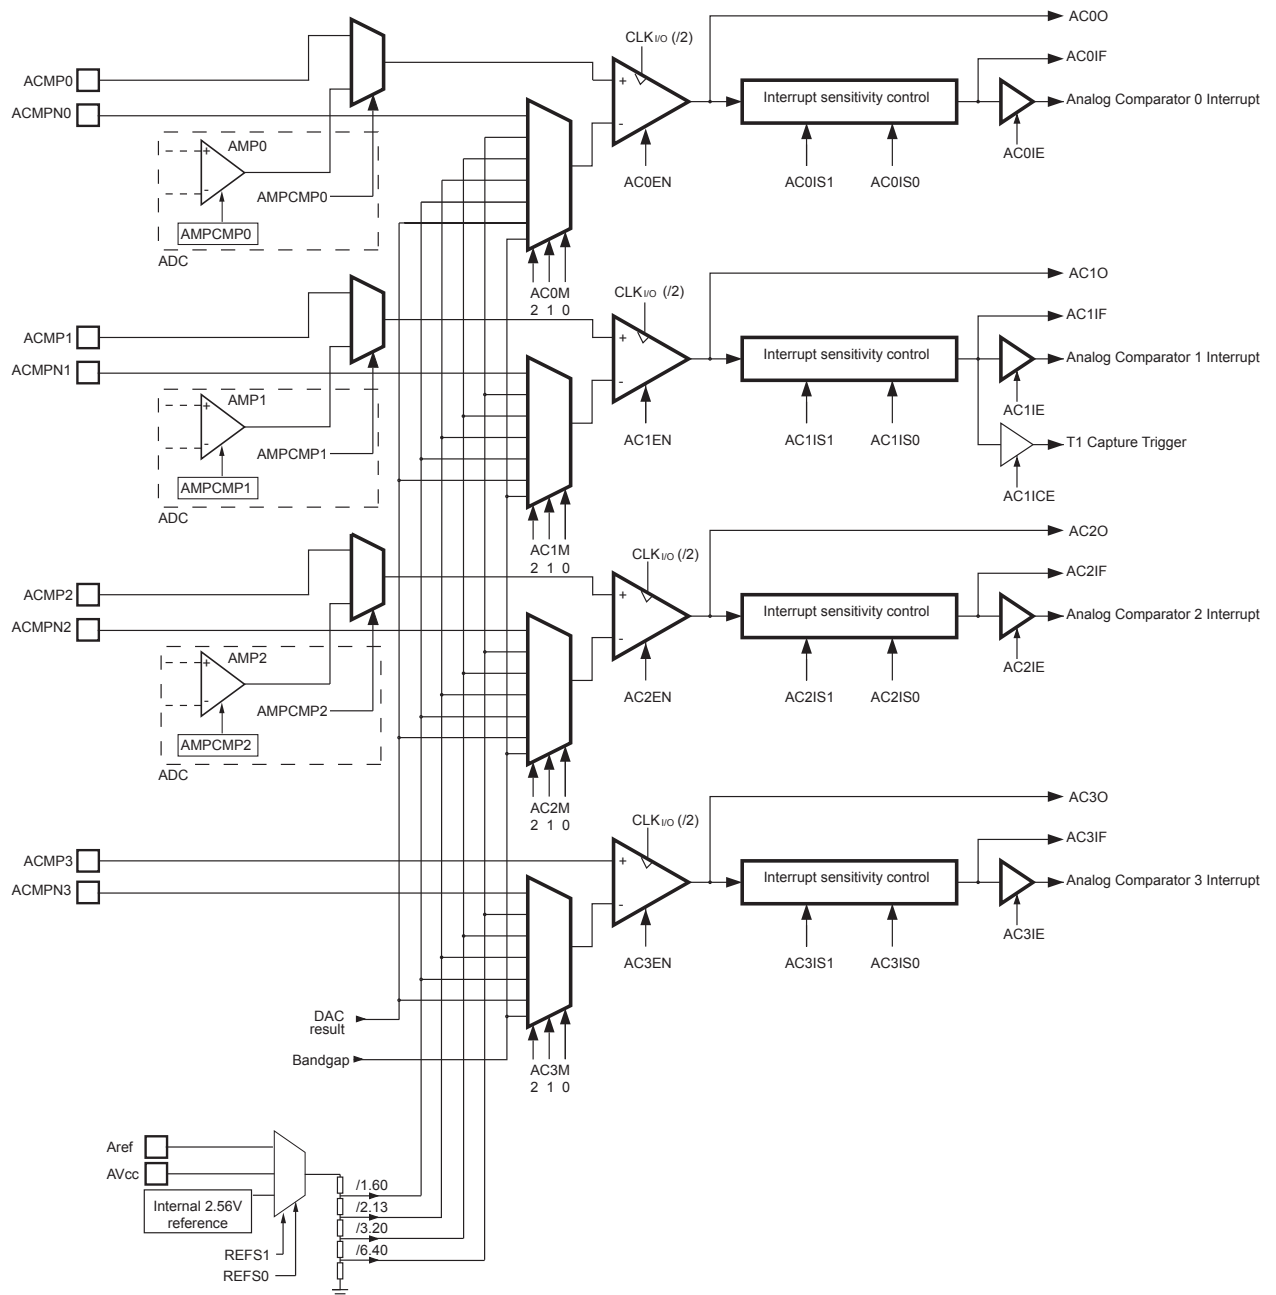 AC0O
CLK I/O (/2)
AC0IF
ACMP0
+
Interrupt sensitivity control
Analog Comparator 0 Interrupt
ACMPN0
-
AMP0
+
AC0IE
AC0EN
AC0IS1
AC0IS0
-
AMPCMP0
AMPCMP0
ADC
AC0M
2 1 0
AC1O
CLK I/O (/2)
AC1IF
ACMP1
+
Interrupt sensitivity control
Analog Comparator 1 Interrupt
ACMPN1
-
AMP1
+
AC1IE
AC1EN
AC1IS1
AC1IS0
T1 Capture Trigger
-
AMPCMP1
AMPCMP1
AC1ICE
ADC
AC1M
2 1 0
AC2O
CLK I/O (/2)
AC2IF
ACMP2
+
Interrupt sensitivity control
Analog Comparator 2 Interrupt
ACMPN2
-
AMP2
+
AC2IE
AC2EN
AC2IS1
AC2IS0
-
AMPCMP2
AMPCMP2
ADC
AC2M
2 1 0
AC3O
CLK I/O (/2)
AC3IF
ACMP3
+
Interrupt sensitivity control
Analog Comparator 3 Interrupt
ACMPN3
-
AC3IE
AC3EN
AC3IS1
AC3IS0
DAC
result
Bandgap
AC3M
2 1 0
Aref
AVcc
Internal 2.56V
reference
/1.60
/2.13
/3.20
/6.40
REFS1
REFS0